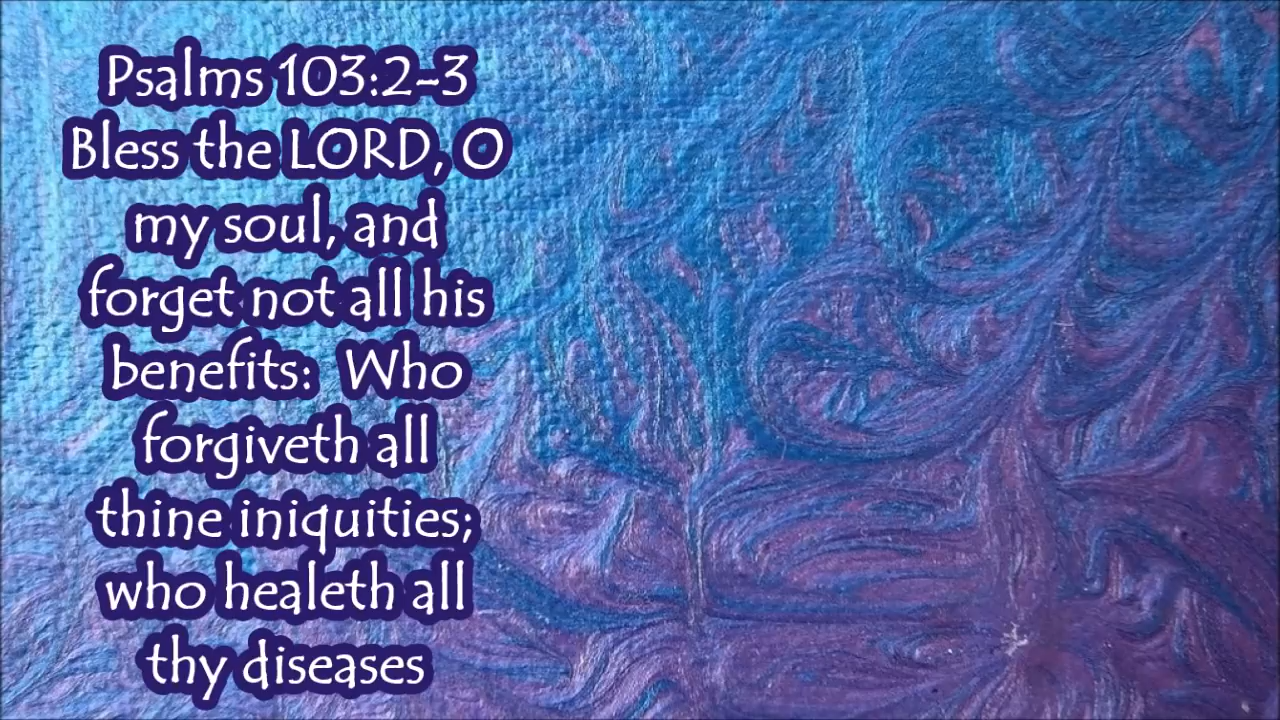 Psalms 103:2-3
Bless the LORD, O
my soul, and
forget not all his
benefits:  Who
forgiveth all
thine iniquities;
who healeth all
thy diseases